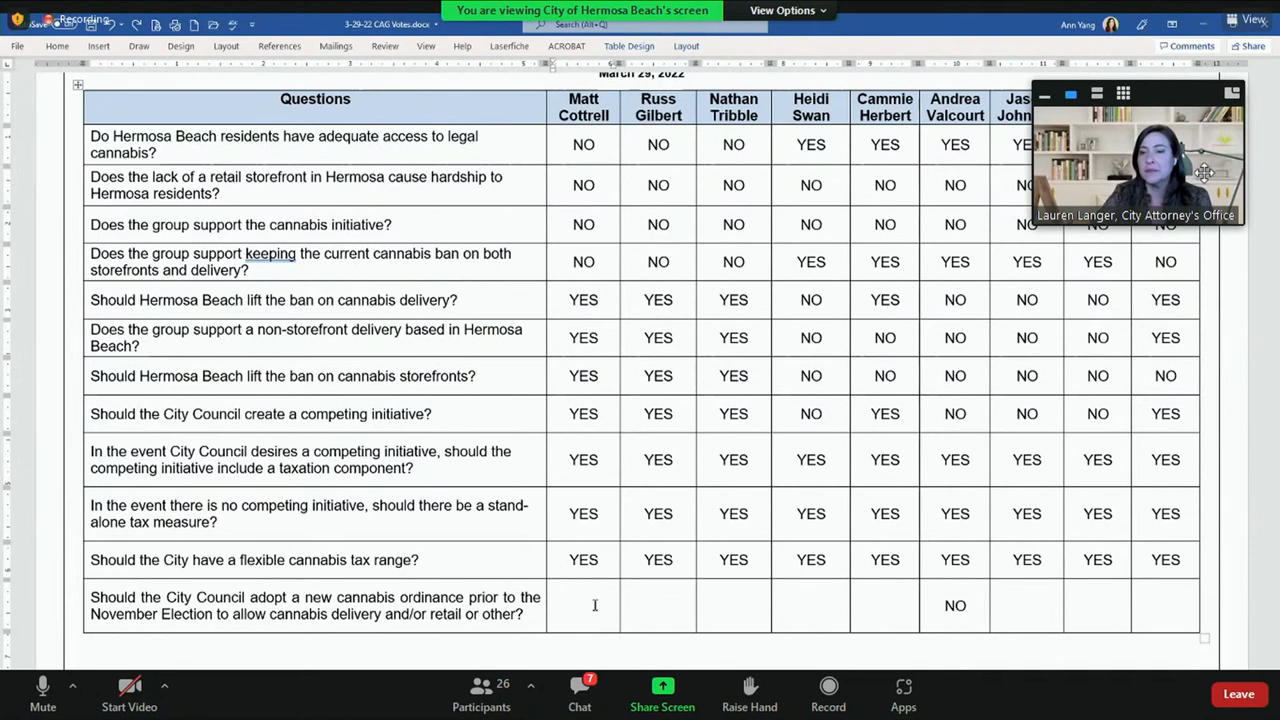 You are viewing City of Hermosa Beach's screen
View Options
Recording
View
3-29-22 CAG Votes.docx
Search (Alt+Q)
Ann Yang
File Home Insert Draw Design Layout References Mailings Review View Help Laserfiche ACROBAT Table Design Layout
Comments Share
March 29, 2022
Questions Matt Cottrell Russ Gilbert Nathan Tribble Heidi Swan Cammie Herbert Andrea Valcourt Jas John
Do Hermosa Beach residents have adequate access to legal
cannabis?
NO NO NO YES YES YES YE
Does the lack of a retail storefront in Hermosa cause hardship to
Hermosa residents?
NO NO NO NO NO NO NO
Lauren Langer, City Attorney's Office
Does the group support the cannabis initiative?
NO NO NO NO NO NO NO NO NO
Does the group support keeping the current cannabis ban on both
storefronts and delivery?
NO NO NO YES YES YES YES YES NO
Should Hermosa Beach lift the ban on cannabis delivery?
YES YES YES NO YES NO NO NO YES
Does the group support a non-storefront delivery based in Hermosa
Beach?
YES YES YES NO NO NO NO NO YES
Should Hermosa Beach lift the ban on cannabis storefronts?
YES YES YES NO NO NO NO NO NO
Should the City Council create a competing initiative?
YES YES YES NO YES NO NO NO YES
In the event City Council desires a competing initiative, should the
competing initiative include a taxation component?
YES YES YES YES YES YES YES YES YES
In the event there is no competing initiative, should there be a stand-
alone tax measure?
YES YES YES YES YES YES YES YES YES
Should the City have a flexible cannabis tax range?
YES YES YES YES YES YES YES YES YES
Should the City Council adopt a new cannabis ordinance prior to the
November Election to allow cannabis delivery and/or retail or other?
NO
26
7
Mute Start Video Participants Chat Share Screen Raise Hand Record Apps Leave